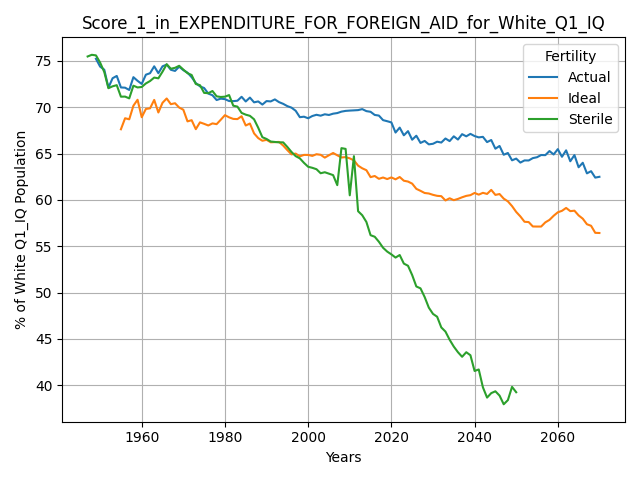 Score_1_in_EXPENDITURE_FOR_FOREIGN_AID_for_White_Q1_IQ
Fertility
Actual
Ideal
Sterile
% of White Q1_IQ Population
75
70
65
60
55
50
45
40
1960
1980
2000
2020
2040
2060
Years